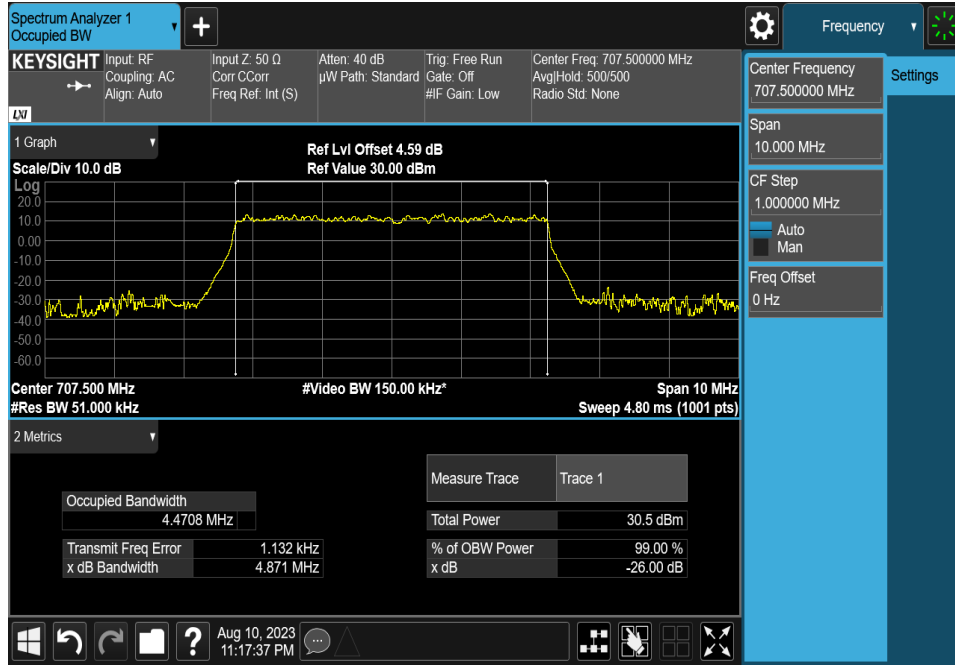 Spectrum Analyzer 1
Occupied BW
+
Frequency
KEYSIGHT
LXI
Input: RF
Coupling: AC
Align: Auto
Input Z: 50 Ω
Corr CCorr
Freq Ref: Int (S)
Atten: 40 dB
µW Path: Standard
Trig: Free Run
Gate: Off
#IF Gain: Low
Center Freq: 707.500000 MHz
Avg|Hold: 500/500
Radio Std: None
Center Frequency
707.500000 MHz
Settings
Span
10.000 MHz
CF Step
1.000000 MHz
Auto
Man
Freq Offset
0 Hz
1 Graph
Scale/Div 10.0 dB
Ref Lvl Offset 4.59 dB
Ref Value 30.00 dBm
Log
20.0
10.0
0.00
-10.0
-20.0
-30.0
-40.0
-50.0
-60.0
Center 707.500 MHz
#Video BW 150.00 kHz*
Span 10 MHz
#Res BW 51.000 kHz
Sweep 4.80 ms (1001 pts)
2 Metrics
Measure Trace Trace 1
Occupied Bandwidth
4.4708 MHz
Total Power 30.5 dBm
Transmit Freq Error 1.132 kHz
% of OBW Power 99.00 %
x dB Bandwidth 4.871 MHz
x dB -26.00 dB
?
Aug 10, 2023
11:17:37 PM